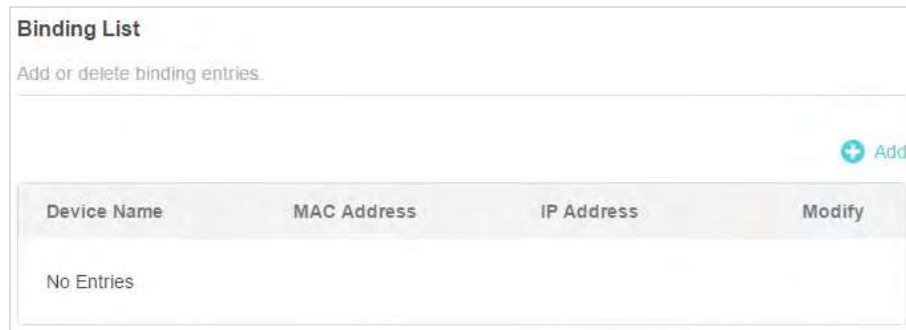 Binding List
Add or delete binding entries.
Add
Device Name MAC Address IP Address Modify
No Entries